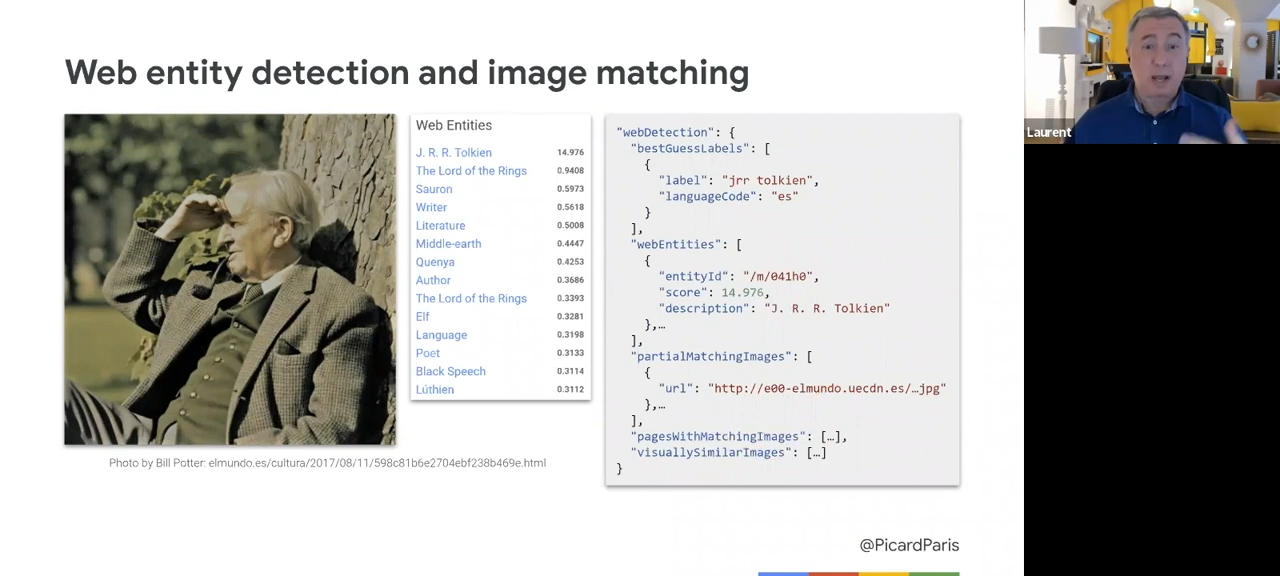 Web entity detection and image matching
Web Entities
J. R. R. Tolkien 14.976
The Lord of the Rings 0.9408
Sauron 0.5973
Writer 0.5618
Literature 0.5008
Middle-earth 0.4447
Quenya 0.4253
Author 0.3686
The Lord of the Rings 0.3393
Elf 0.3281
Language 0.3198
Poet 0.3133
Black Speech 0.3114
Lúthien 0.3112
Photo by Bill Potter: elmundo.es/cultura/2017/08/11/598c81b6e2704ebf238b469e.html
"webDetection": {
"bestGuessLabels": [
{
"label": "jrr tolkien",
"languageCode": "es"
}
],
"webEntities": [
{
"entityId": "/m/041h0",
"score": 14.976,
"description": "J. R. R. Tolkien"
},…
],
"partialMatchingImages": [
{
"url": "http://e00-elmundo.uecdn.es/…jpg"
},…
],
"pagesWithMatchingImages": […],
"visuallySimilarImages": […]
}
@PicardParis
Laurent